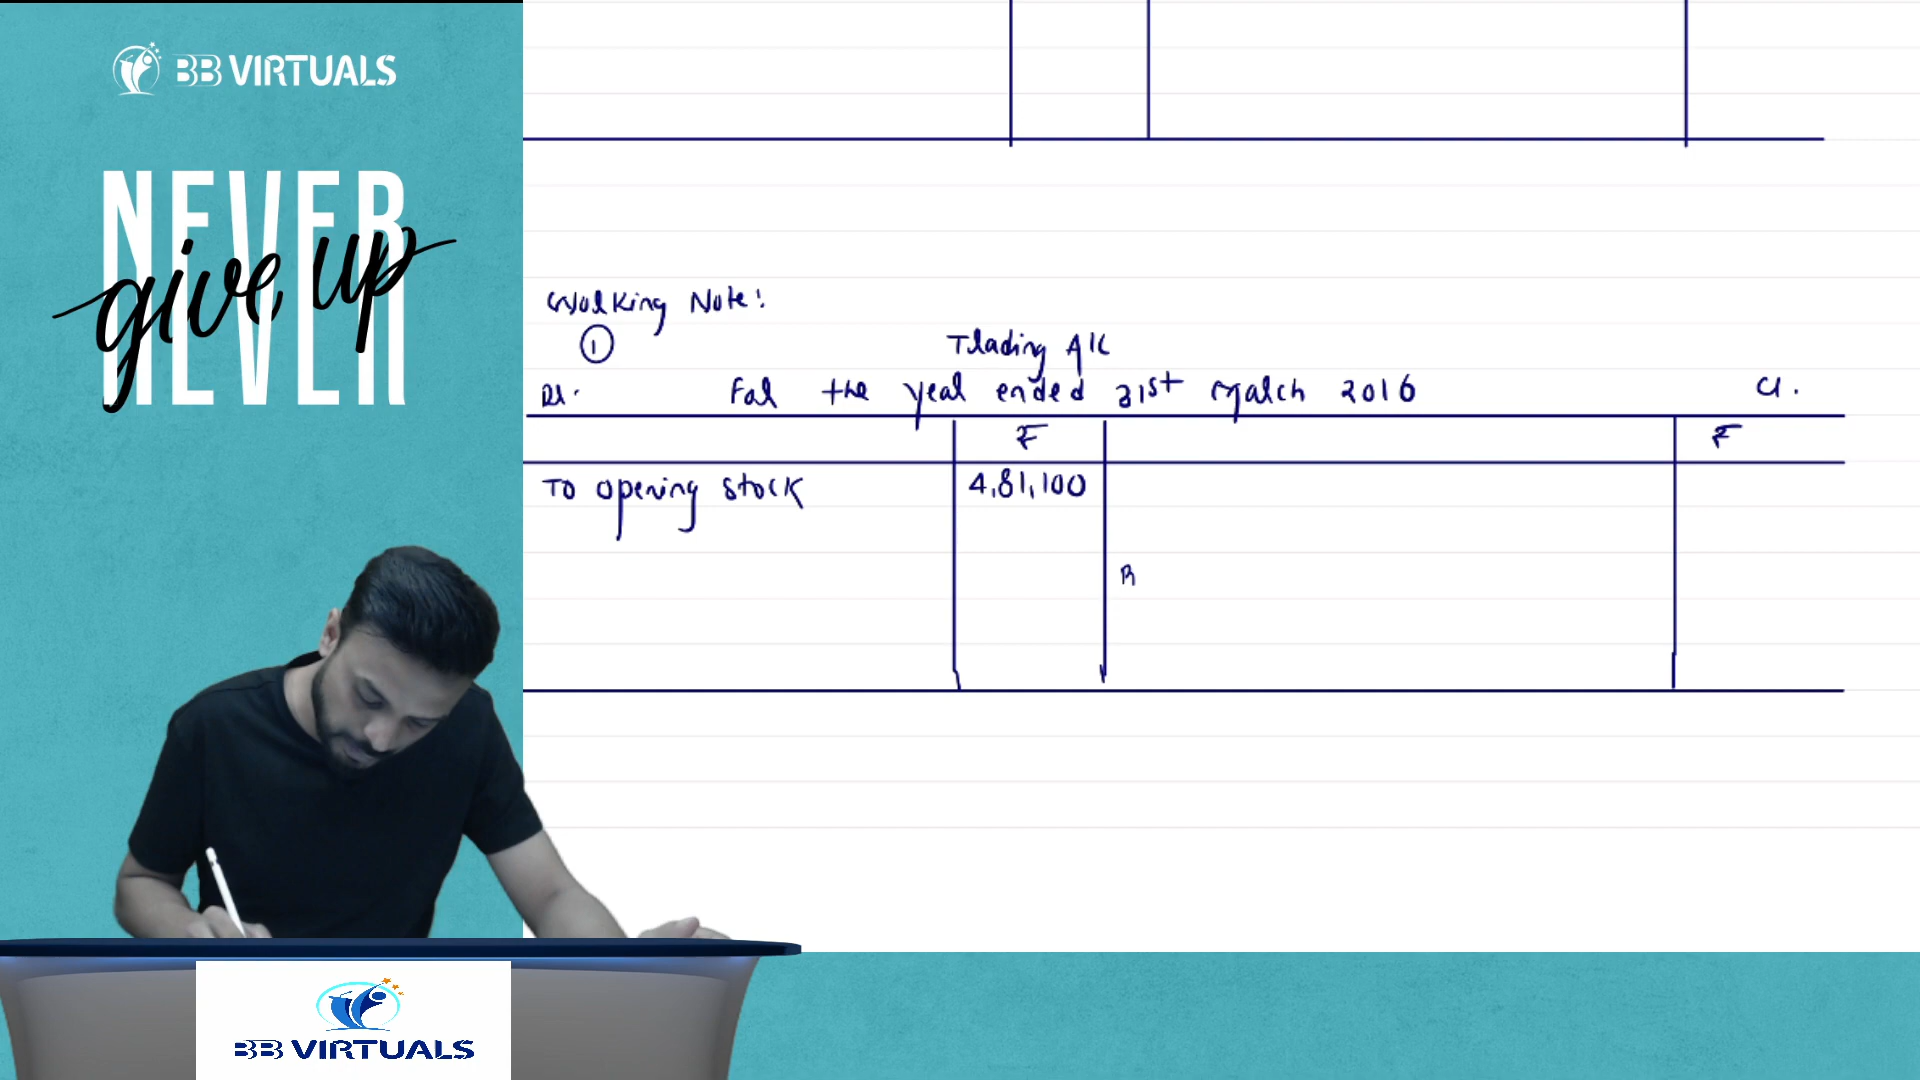 BB VIRTUALS
NEVER
give up
NEVER
Working Note:
1
Trading A/c
Dr. For the year ended 31st March 2016 Cr.
₹ ₹
To opening stock 4,81,100
B
BB VIRTUALS